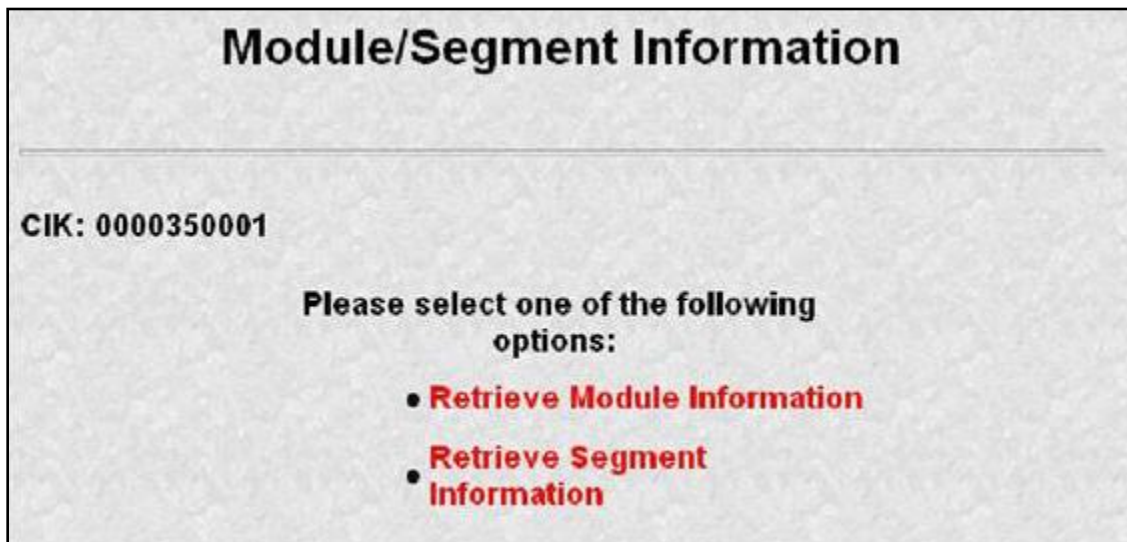 Module/Segment Information
CIK: 0000350001
Please select one of the following
options:
• Retrieve Module Information
• Retrieve Segment
Information